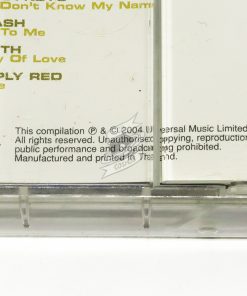 Don't Know My Name
ASH
To Me
TH
y Of Love
PLY RED
This compilation ℗ & © 2004 Universal Music Limited
All rights reserved. Unauthorised copying, reproduction
public performance and broadcasting prohibited.
Manufactured and printed in Thailand.